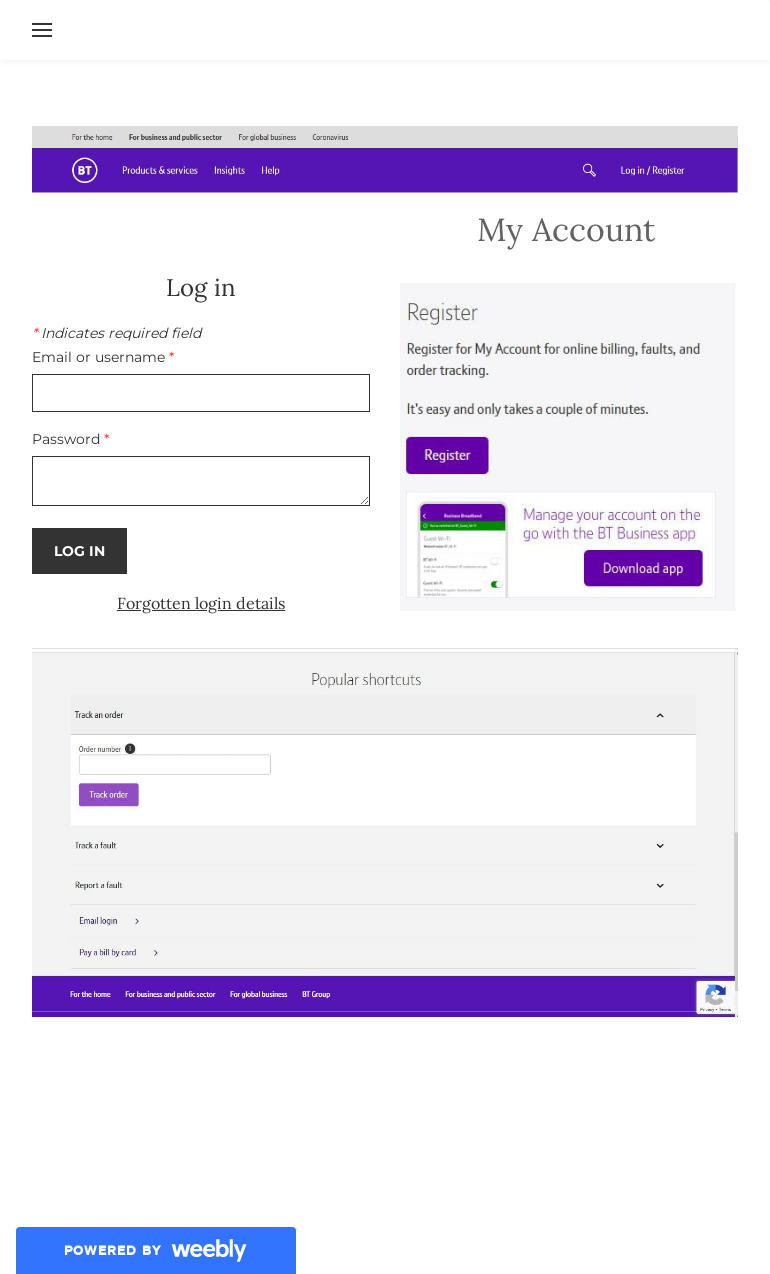 For the home For business and public sector For global business Coronavirus
BT Products & services Insights Help Log in / Register
My Account
Log in
* Indicates required field
Email or username *
Password *
LOG IN
Forgotten login details
Register
Register for My Account for online billing, faults, and
order tracking.
It's easy and only takes a couple of minutes.
Register
Business Broadband
Guest Wi-Fi
BT Wi-Fi
Guest Wi-Fi
Manage your account on the
go with the BT Business app
Download app
Popular shortcuts
Track an order
Order number
Track order
Track a fault
Report a fault
Email login
Pay a bill by card
For the home For business and public sector For global business BT Group
Privacy - Terms
POWERED BY weebly